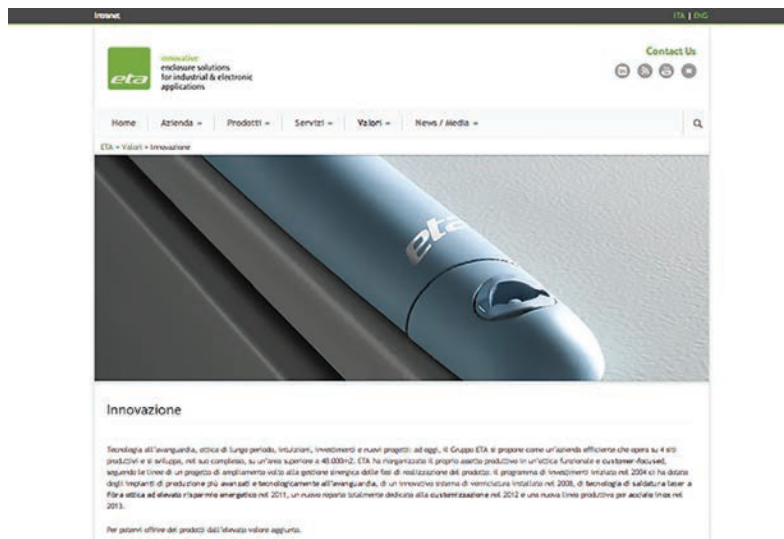 Intranet
ITA | ENG
eta
innovative
enclosure solutions
for industrial & electronic
applications
Contact Us
in
Home
Azienda
Prodotti
Servizi
Valori
News / Media
ETA » Valori » Innovazione
eta
Innovazione
Tecnologia all'avanguardia, ottica di lungo periodo, intuizioni, investimenti e nuovi progetti: ad oggi, il Gruppo ETA si propone come un'azienda efficiente che opera su 4 siti
produttivi e si sviluppa, nel suo complesso, su un'area superiore a 48.000m2. ETA ha riorganizzato il proprio assetto produttivo in un'ottica funzionale e customer-focused,
seguendo le linee di un progetto di ampliamento volto alla gestione sinergica delle fasi di realizzazione del prodotto. Il programma di investimenti iniziato nel 2004 ci ha dotato
degli impianti di produzione più avanzati e tecnologicamente all'avanguardia, di un innovativo sistema di verniciatura installato nel 2008, di tecnologia di saldatura laser a
fibra ottica ad elevato risparmio energetico nel 2011, un nuovo reparto totalmente dedicato alla customizzazione nel 2012 e una nuova linea produttiva per acciaio inox nel
2013.
Per potervi offrire dei prodotti dall'elevato valore aggiunto.